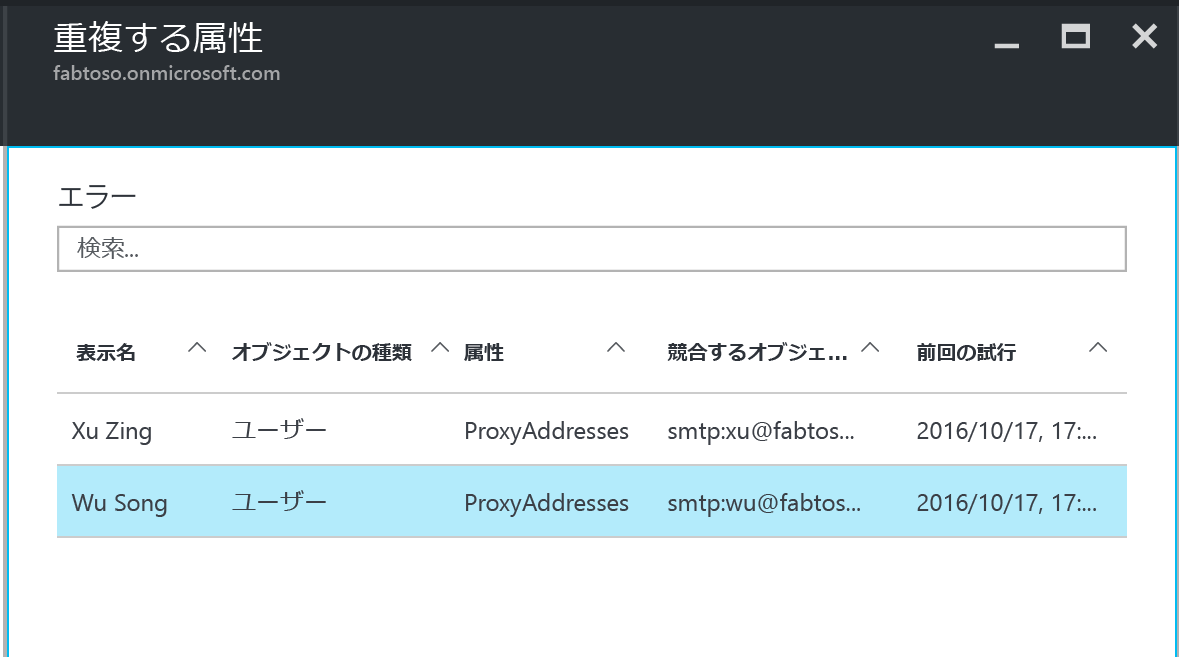 重複する属性
fabtoso.onmicrosoft.com
エラー
検索...
表示名 オブジェクトの種類 属性 競合するオブジェ... 前回の試行
Xu Zing ユーザー ProxyAddresses smtp:xu@fabtos... 2016/10/17, 17:...
Wu Song ユーザー ProxyAddresses smtp:wu@fabtos... 2016/10/17, 17:...